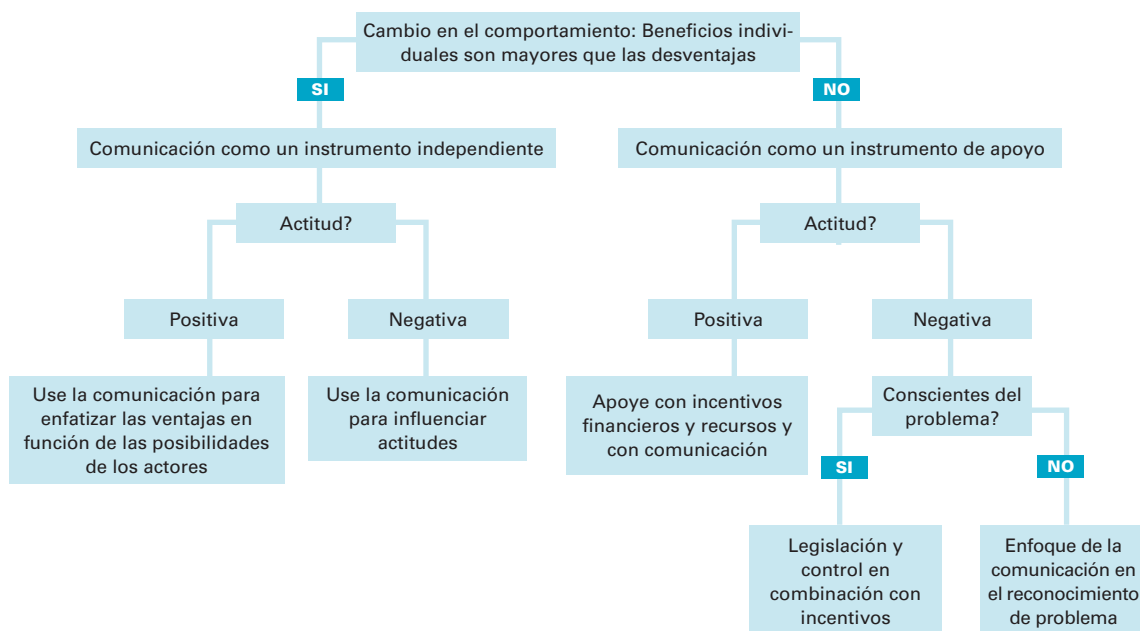 Cambio en el comportamiento: Beneficios indivi-
duales son mayores que las desventajas
SI
NO
Comunicación como un instrumento independiente
Comunicación como un instrumento de apoyo
Actitud?
Actitud?
Positiva
Negativa
Positiva
Negativa
Use la comunicación para
enfatizar las ventajas en
función de las posibilidades
de los actores
Use la comunicación
para influenciar
actitudes
Apoye con incentivos
financieros y recursos y
con comunicación
Conscientes del
problema?
SI
NO
Legislación y
control en
combinación con
incentivos
Enfoque de la
comunicación en
el reconocimiento
de problema